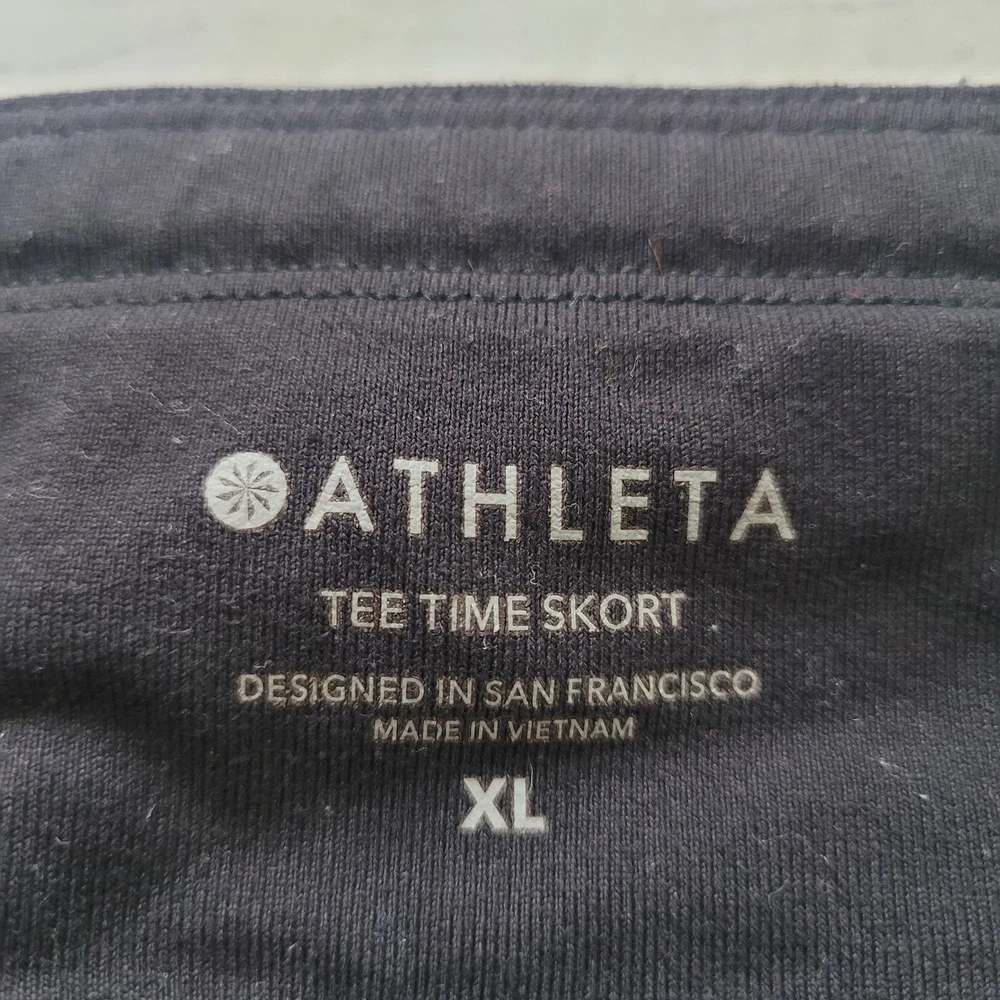 ATHLETA
TEE TIME SKORT
DESIGNED IN SAN FRANCISCO
MADE IN VIETNAM
XL